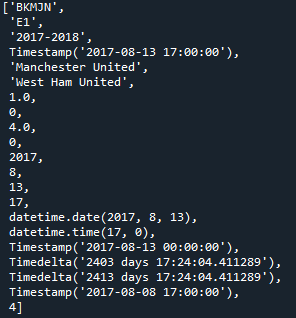 ['BKMJN',
'E1',
'2017-2018',
Timestamp('2017-08-13 17:00:00'),
'Manchester United',
'West Ham United',
1.0,
0,
4.0,
0,
2017,
8,
13,
17,
datetime.date(2017, 8, 13),
datetime.time(17, 0),
Timestamp('2017-08-13 00:00:00'),
Timedelta('2403 days 17:24:04.411289'),
Timedelta('2413 days 17:24:04.411289'),
Timestamp('2017-08-08 17:00:00'),
4]